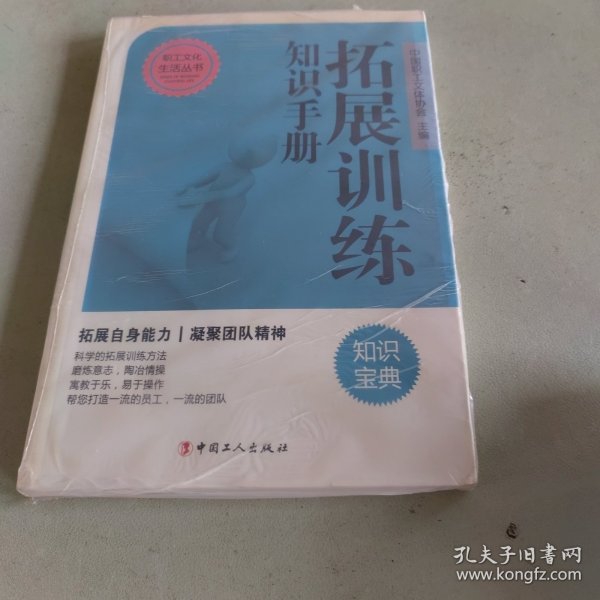 职工文化
生活丛书
中国职工文体协会 主编
拓展训练
知识手册
拓展自身能力 | 凝聚团队精神
科学的拓展训练方法
磨炼意志，陶冶情操
寓教于乐，易于操作
帮您打造一流的员工，一流的团队
知识
宝典
中国工人出版社
孔夫子旧书网
www.kongfz.com